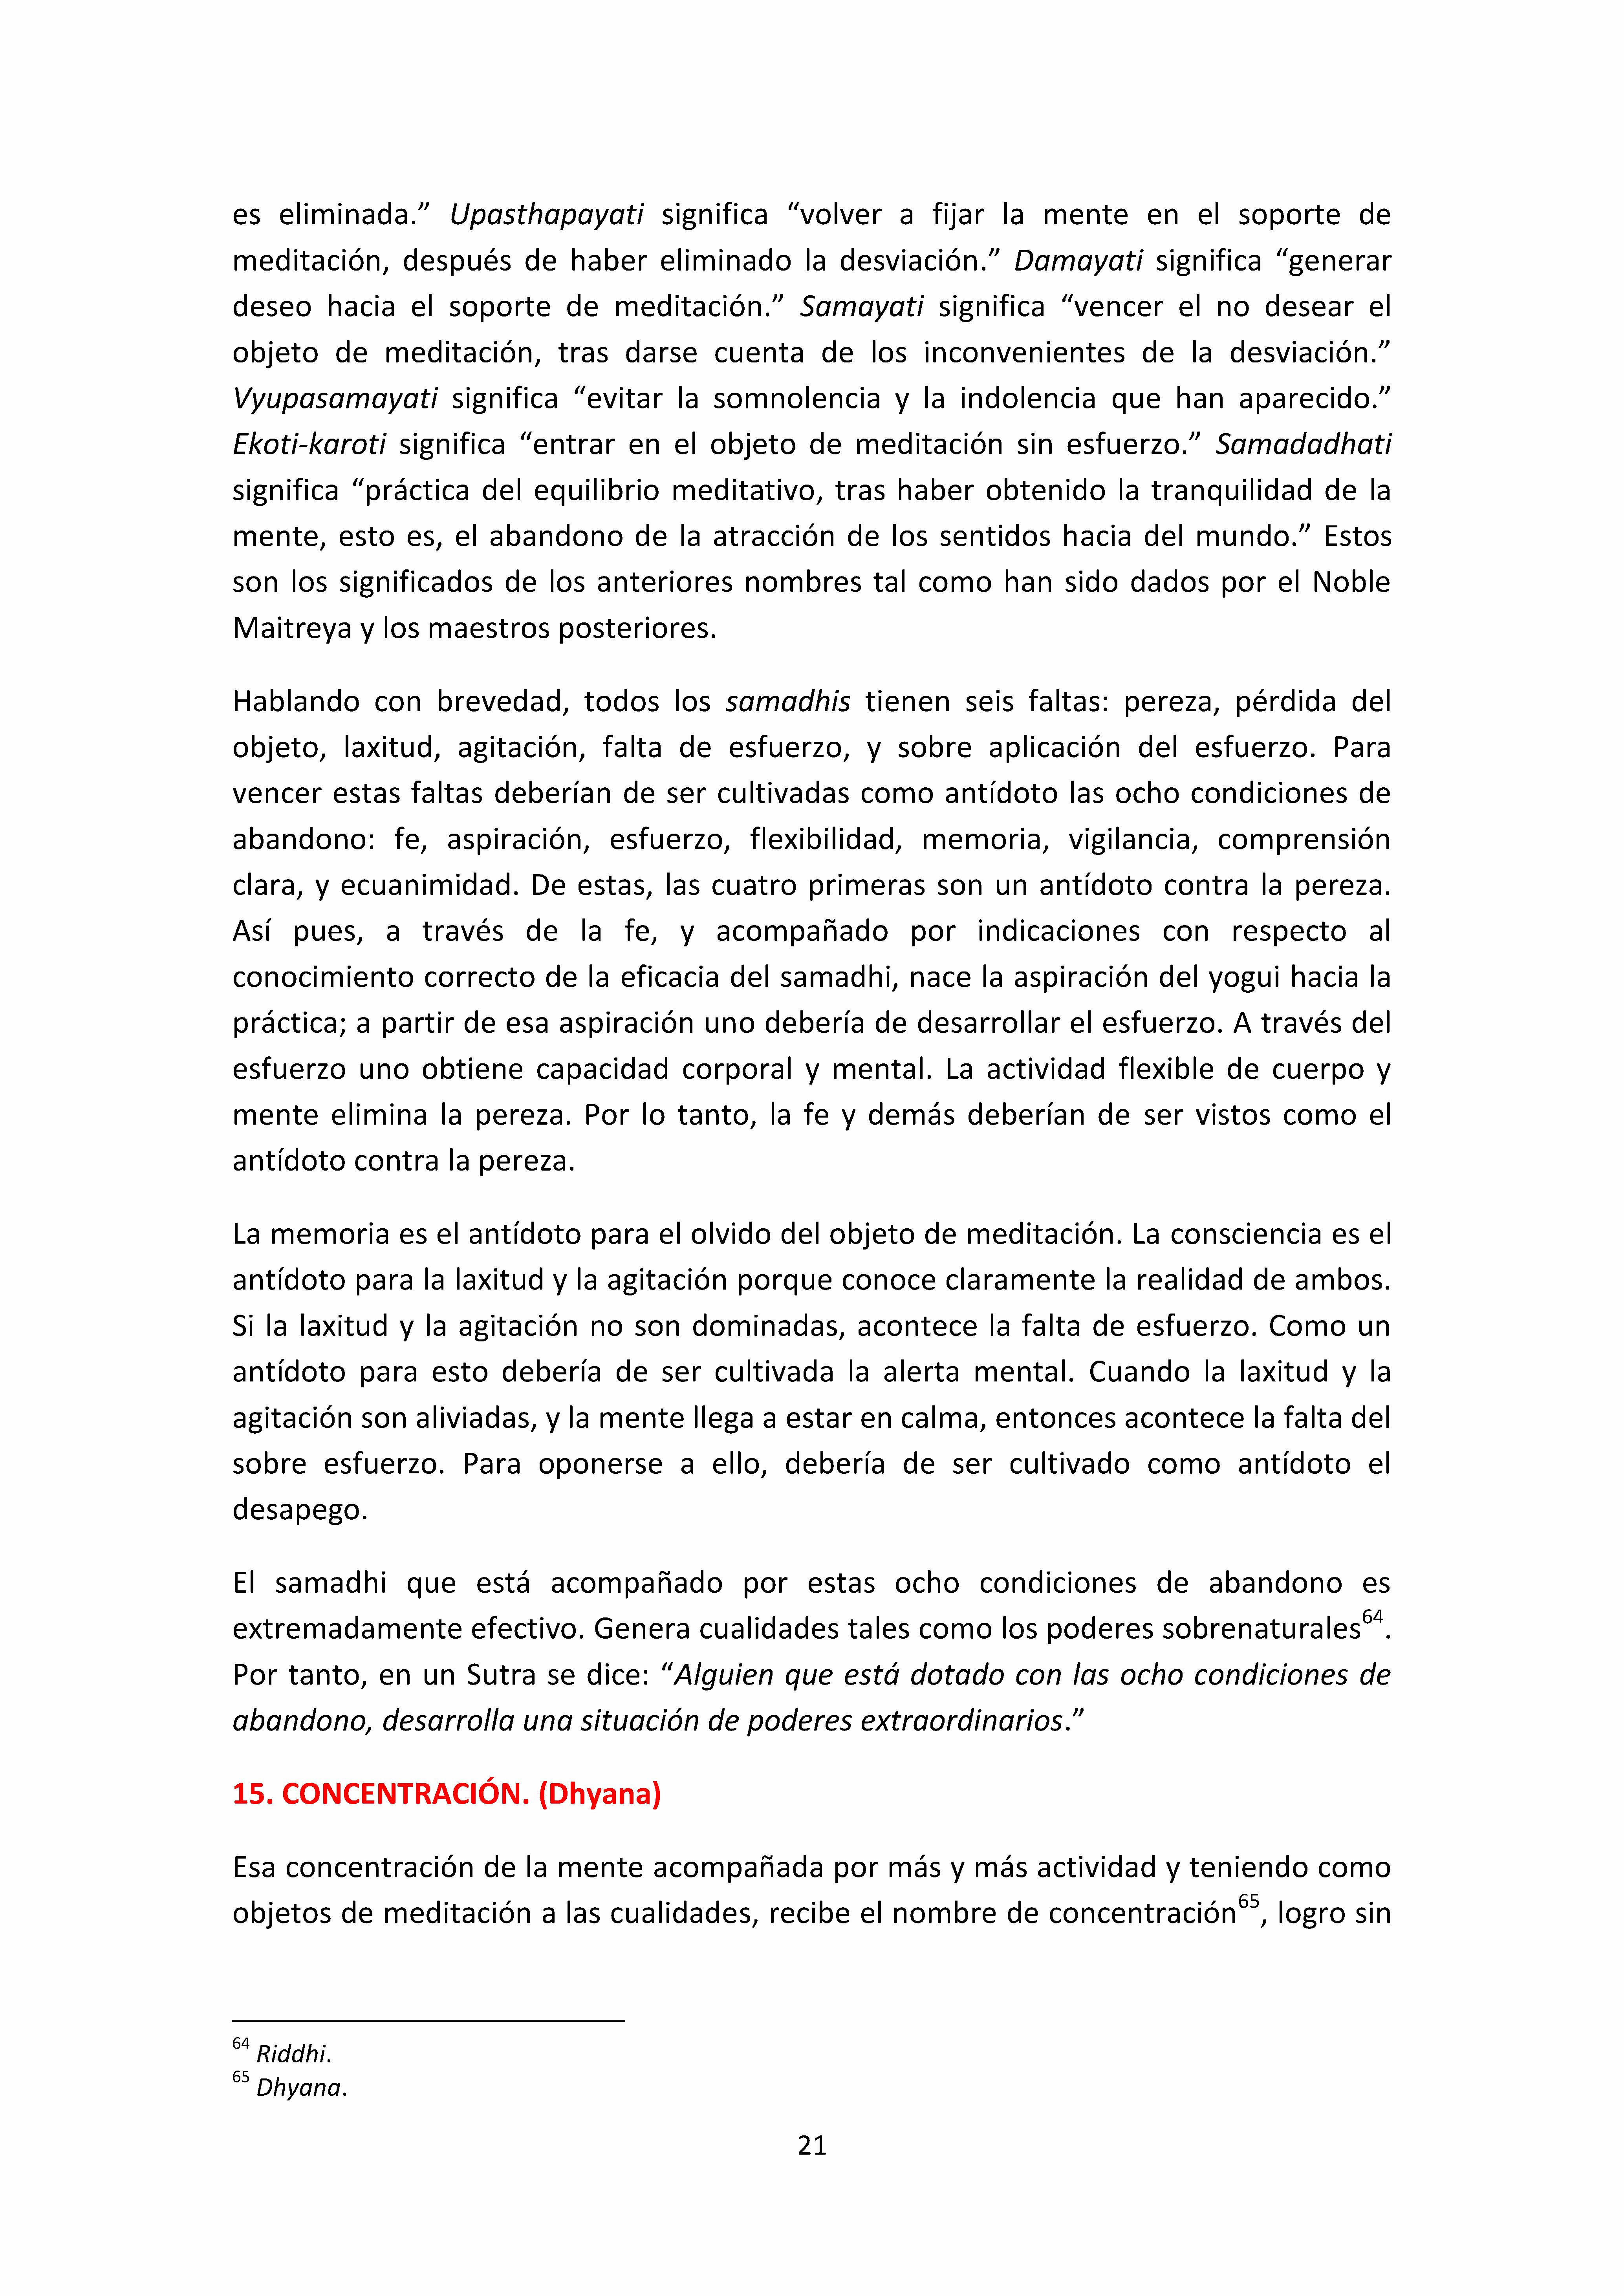 es eliminada.” Upasthapayati significa “volver a fijar la mente en el soporte de
meditación, después de haber eliminado la desviación.” Damayati significa “generar
deseo hacia el soporte de meditación.” Samayati significa “vencer el no desear el
objeto de meditación, tras darse cuenta de los inconvenientes de la desviación.”
Vyupasamayati significa “evitar la somnolencia y la indolencia que han aparecido.”
Ekoti-karoti significa “entrar en el objeto de meditación sin esfuerzo.” Samadadhati
significa “práctica del equilibrio meditativo, tras haber obtenido la tranquilidad de la
mente, esto es, el abandono de la atracción de los sentidos hacia del mundo.” Estos
son los significados de los anteriores nombres tal como han sido dados por el Noble
Maitreya y los maestros posteriores.
Hablando con brevedad, todos los samadhis tienen seis faltas: pereza, pérdida del
objeto, laxitud, agitación, falta de esfuerzo, y sobre aplicación del esfuerzo. Para
vencer estas faltas deberían de ser cultivadas como antídoto las ocho condiciones de
abandono: fe, aspiración, esfuerzo, flexibilidad, memoria, vigilancia, comprensión
clara, y ecuanimidad. De estas, las cuatro primeras son un antídoto contra la pereza.
Así pues, a través de la fe, y acompañado por indicaciones con respecto al
conocimiento correcto de la eficacia del samadhi, nace la aspiración del yogui hacia la
práctica; a partir de esa aspiración uno debería de desarrollar el esfuerzo. A través del
esfuerzo uno obtiene capacidad corporal y mental. La actividad flexible de cuerpo y
mente elimina la pereza. Por lo tanto, la fe y demás deberían de ser vistos como el
antídoto contra la pereza.
La memoria es el antídoto para el olvido del objeto de meditación. La consciencia es el
antídoto para la laxitud y la agitación porque conoce claramente la realidad de ambos.
Si la laxitud y la agitación no son dominadas, acontece la falta de esfuerzo. Como un
antídoto para esto debería de ser cultivada la alerta mental. Cuando la laxitud y la
agitación son aliviadas, y la mente llega a estar en calma, entonces acontece la falta del
sobre esfuerzo. Para oponerse a ello, debería de ser cultivado como antídoto el
desapego.
El samadhi que está acompañado por estas ocho condiciones de abandono es
extremadamente efectivo. Genera cualidades tales como los poderes sobrenaturales64.
Por tanto, en un Sutra se dice: “Alguien que está dotado con las ocho condiciones de
abandono, desarrolla una situación de poderes extraordinarios.”
15. CONCENTRACIÓN. (Dhyana)
Esa concentración de la mente acompañada por más y más actividad y teniendo como
objetos de meditación a las cualidades, recibe el nombre de concentración65, logro sin
64 Riddhi.
65 Dhyana.
21